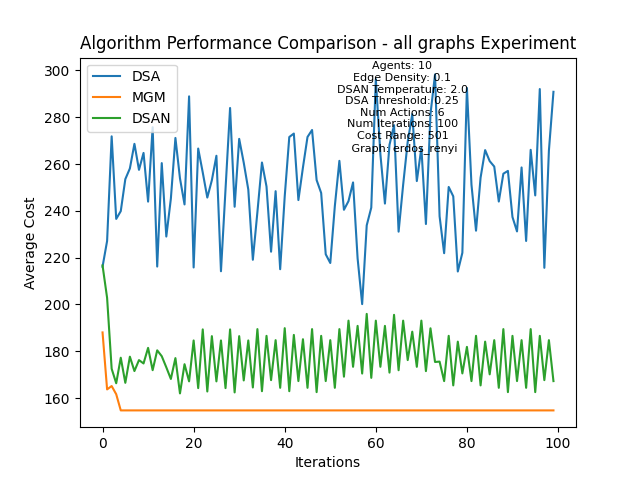 Algorithm Performance Comparison - all graphs Experiment
DSA
MGM
DSAN
Agents: 10
Edge Density: 0.1
DSAN Temperature: 2.0
DSA Threshold: 0.25
Num Actions: 6
Num Iterations: 100
Cost Range: 501
Graph: erdos_renyi
300
280
260
240
220
200
180
160
Average Cost
0
20
40
60
80
100
Iterations